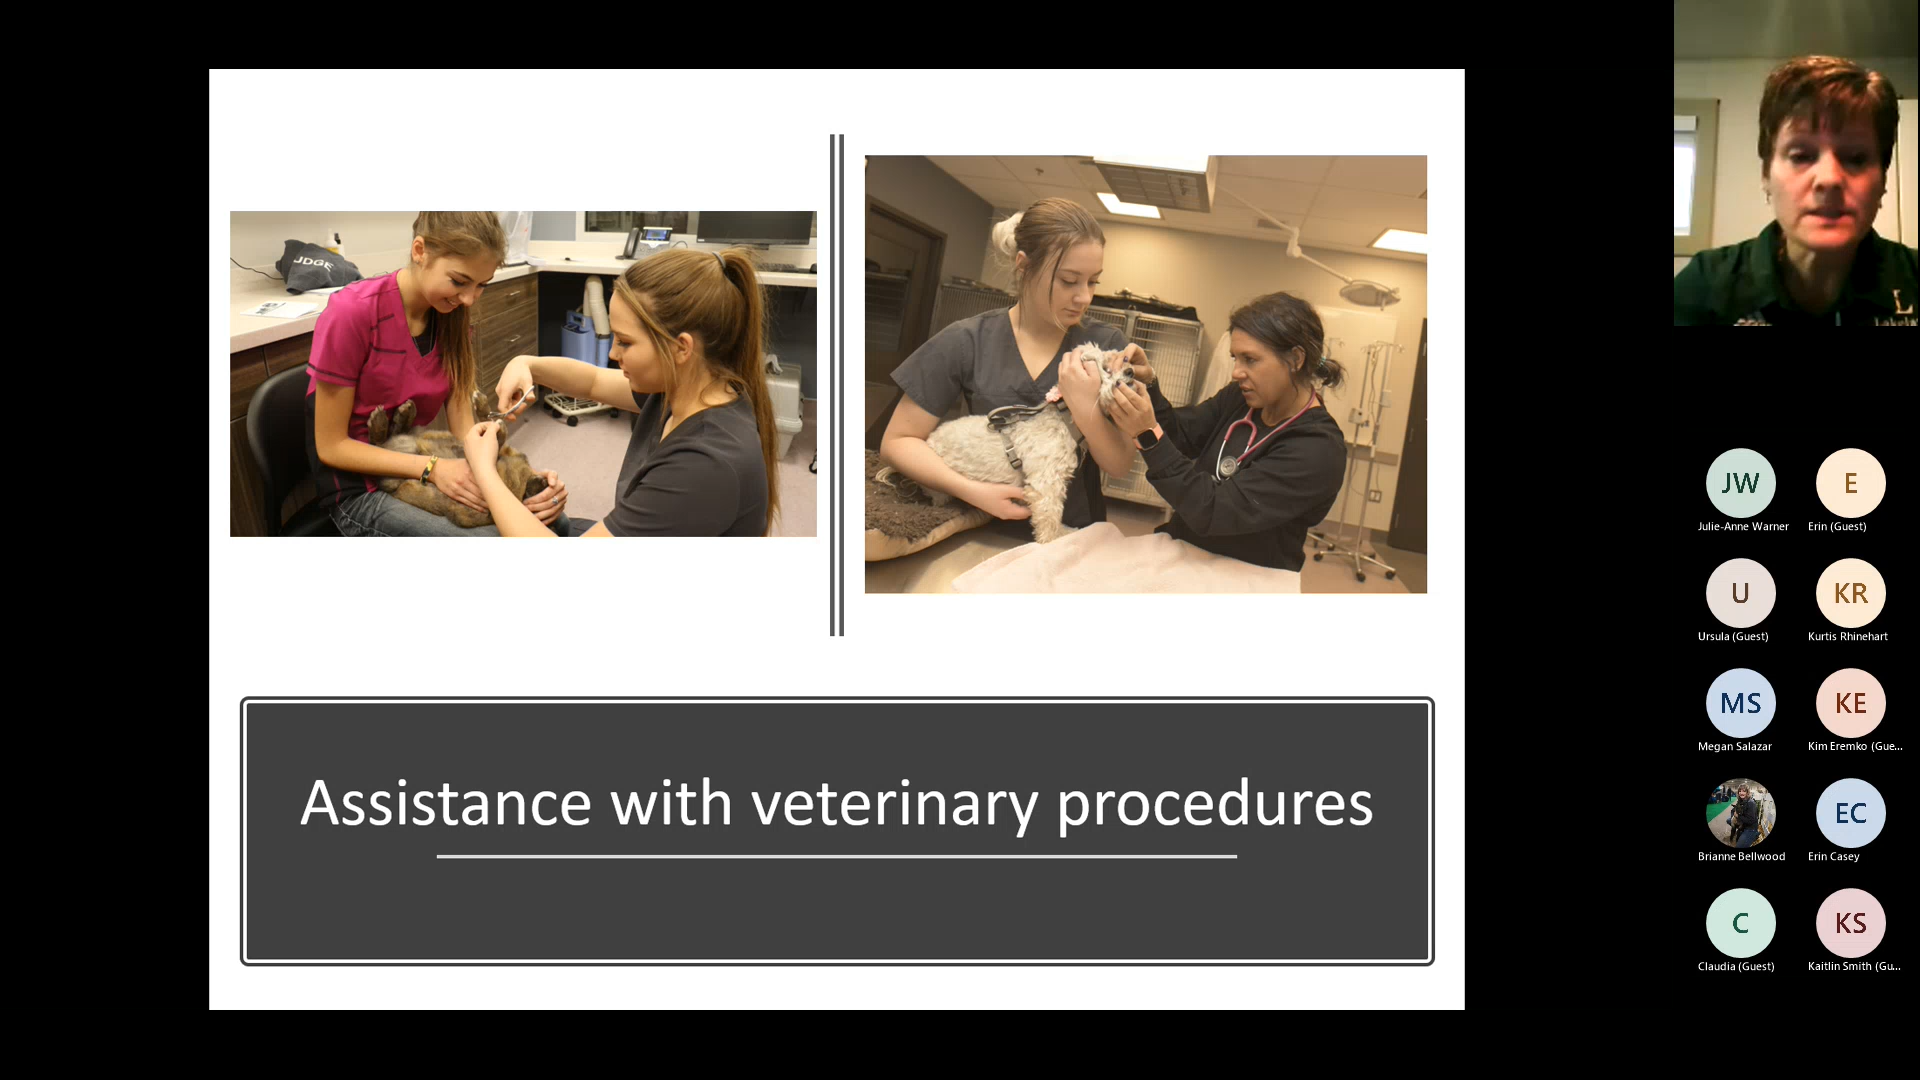 JDGE
Assistance with veterinary procedures
L
JW
E
Julie-Anne Warner
Erin (Guest)
U
KR
Ursula (Guest)
Kurtis Rhinehart
MS
KE
Megan Salazar
Kim Eremko (Gue...
EC
Brianne Bellwood
Erin Casey
C
KS
Claudia (Guest)
Kaitlin Smith (Gu...